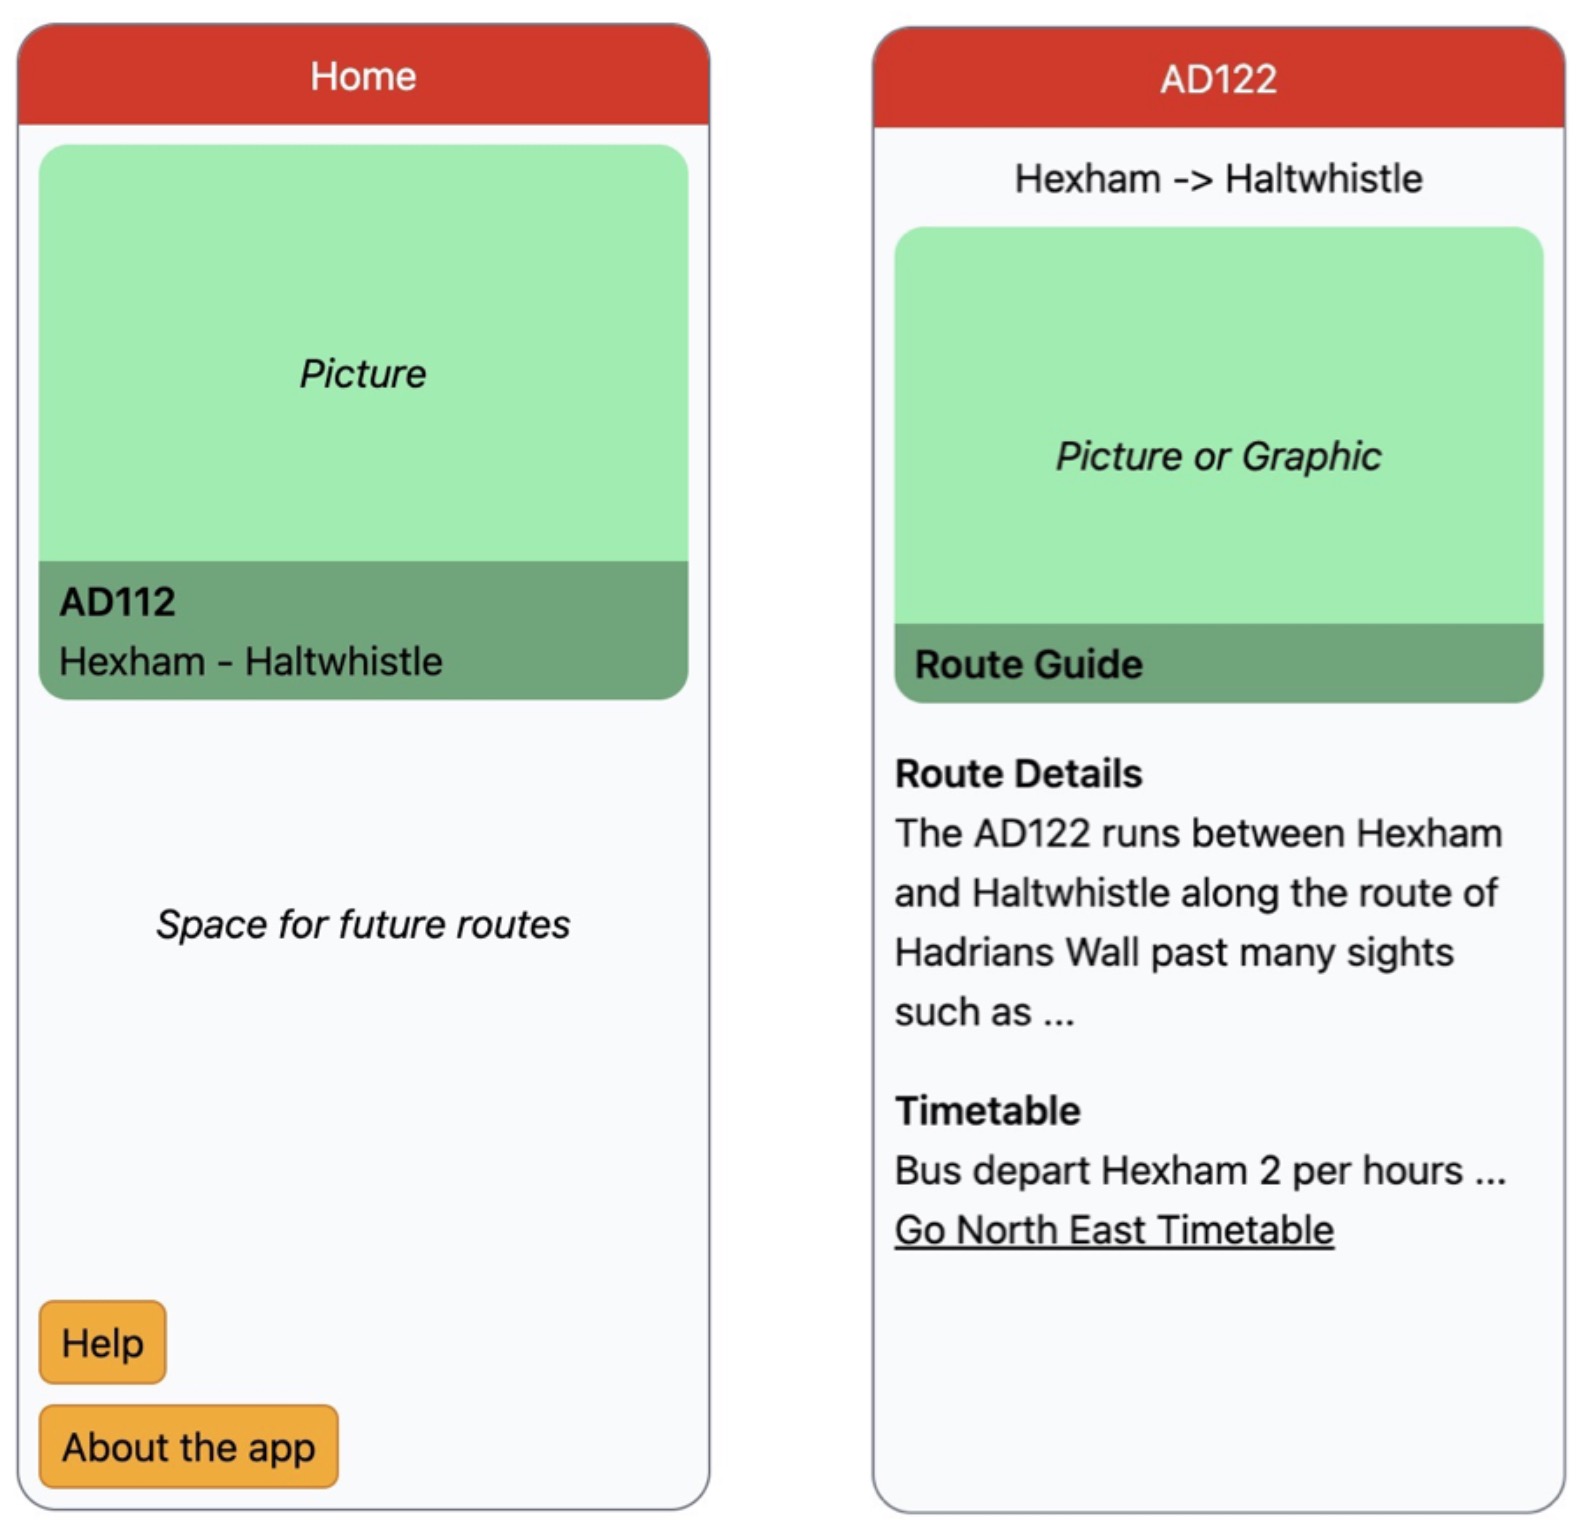 Home
Picture
AD112
Hexham - Haltwhistle
Space for future routes
Help
About the app
AD122
Hexham -> Haltwhistle
Picture or Graphic
Route Guide
Route Details
The AD122 runs between Hexham
and Haltwhistle along the route of
Hadrians Wall past many sights
such as ...
Timetable
Bus depart Hexham 2 per hours ...
Go North East Timetable